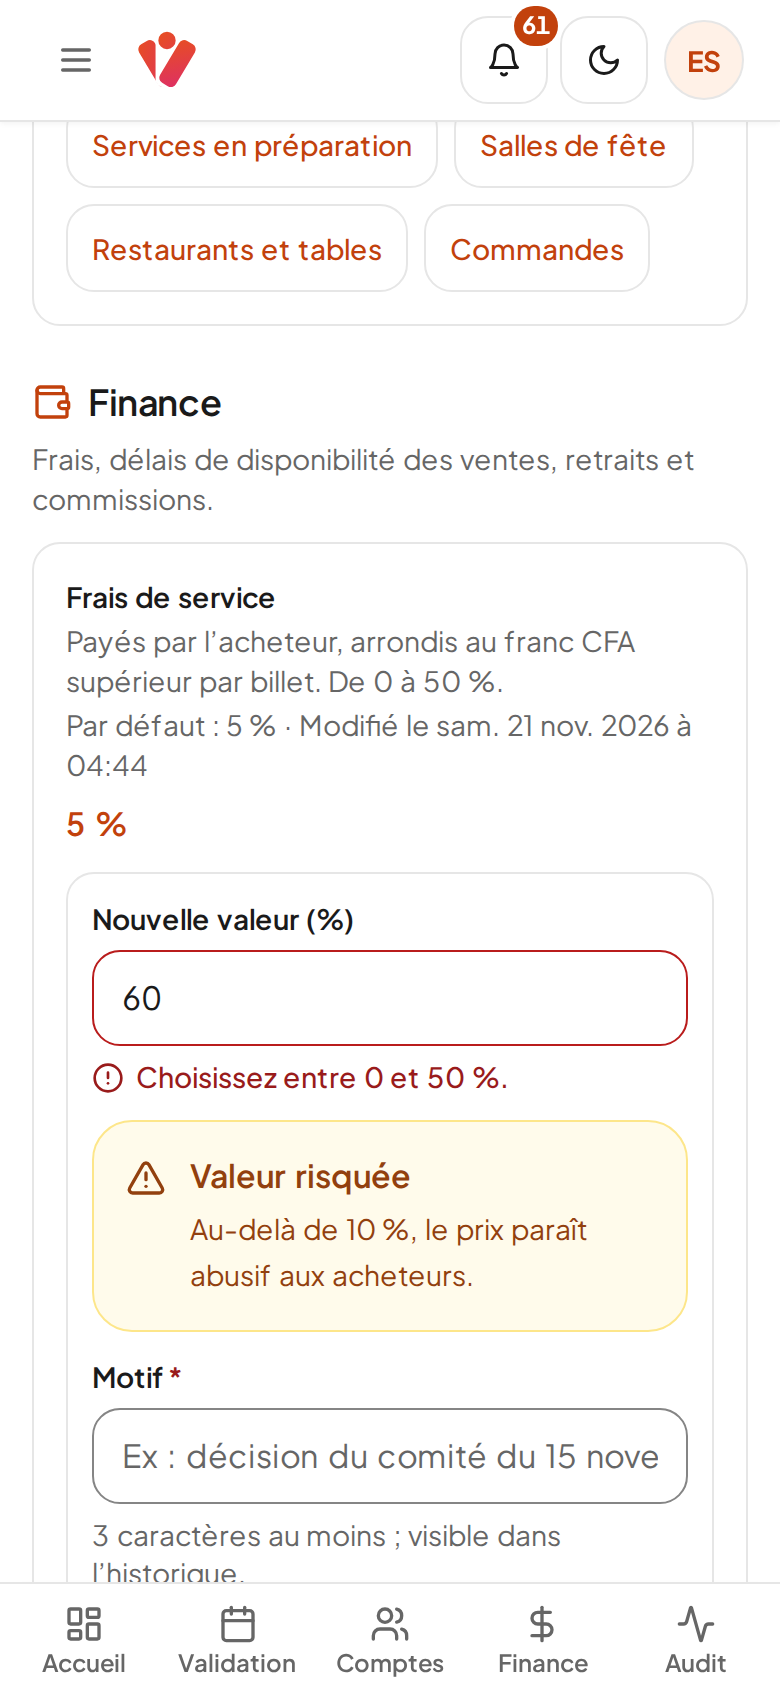 61
ES
Services en préparation
Salles de fête
Restaurants et tables
Commandes
Finance
Frais, délais de disponibilité des ventes, retraits et
commissions.
Frais de service
Payés par l’acheteur, arrondis au franc CFA
supérieur par billet. De 0 à 50 %.
Par défaut : 5 % · Modifié le sam. 21 nov. 2026 à
04:44
5 %
Nouvelle valeur (%)
60
Choisissez entre 0 et 50 %.
Valeur risquée
Au-delà de 10 %, le prix paraît
abusif aux acheteurs.
Motif *
Ex : décision du comité du 15 nove
3 caractères au moins ; visible dans
l’historique.
Accueil
Validation
Comptes
Finance
Audit